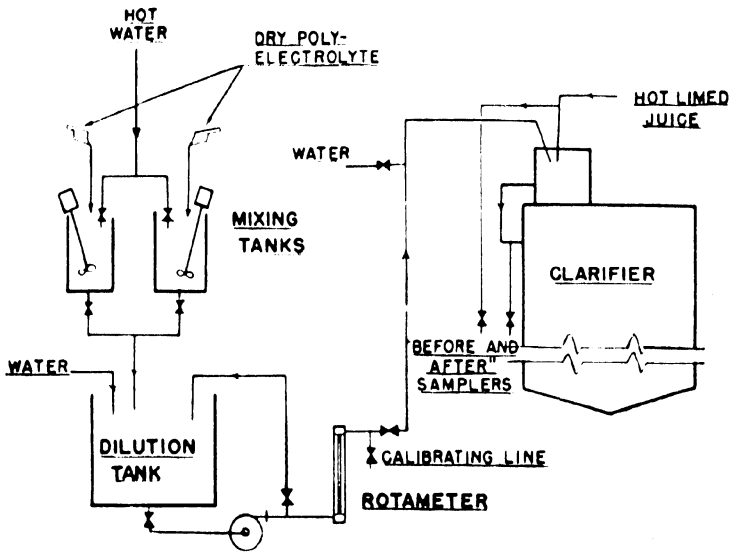 HOT
WATER
DRY POLY-
ELECTROLYTE
HOT LIMED
JUICE
WATER
MIXING
TANKS
CLARIFIER
BEFORE AND
AFTER"
SAMPLERS
WATER
DILUTION
TANK
CALIBRATING LINE
ROTAMETER